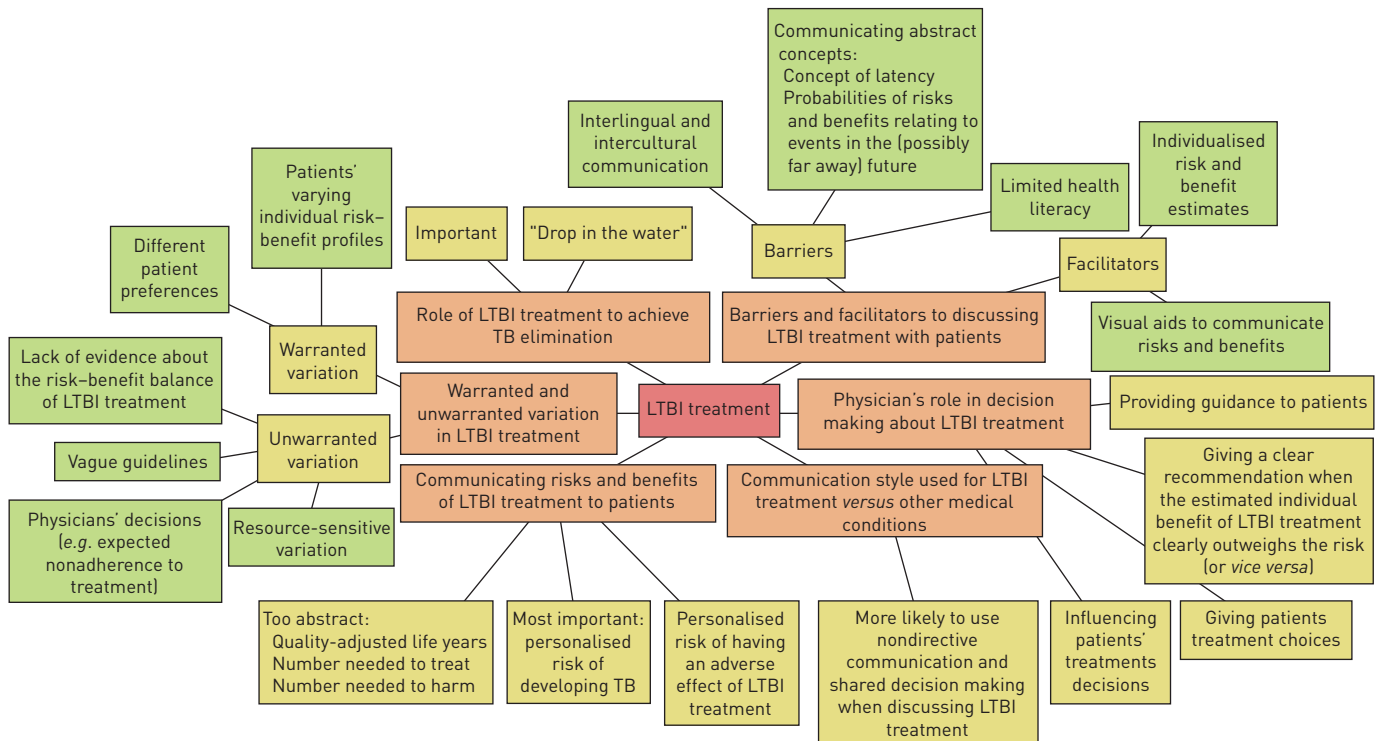 Communicating abstract
concepts:
Concept of latency
Probabilities of risks
and benefits relating to
events in the (possibly
far away) future
Interlingual and
intercultural
communication
Individualised
risk and
benefit
estimates
Patients'
varying
individual risk–
benefit profiles
Limited health
literacy
Important
"Drop in the water"
Barriers
Facilitators
Different
patient
preferences
Role of LTBI treatment to achieve
TB elimination
Barriers and facilitators to discussing
LTBI treatment with patients
Visual aids to communicate
risks and benefits
Warranted
variation
Lack of evidence about
the risk–benefit balance
of LTBI treatment
Warranted and
unwarranted variation
in LTBI treatment
LTBI treatment
Physician's role in decision
making about LTBI treatment
Providing guidance to patients
Unwarranted
variation
Vague guidelines
Communicating risks and benefits
of LTBI treatment to patients
Communication style used for LTBI
treatment versus other medical
conditions
Giving a clear
recommendation when
the estimated individual
benefit of LTBI treatment
clearly outweighs the risk
(or vice versa)
Physicians' decisions
(e.g. expected
nonadherence to
treatment)
Resource-sensitive
variation
Too abstract:
Quality-adjusted life years
Number needed to treat
Number needed to harm
Most important:
personalised
risk of
developing TB
Personalised
risk of having
an adverse
effect of LTBI
treatment
More likely to use
nondirective
communication and
shared decision making
when discussing LTBI
treatment
Influencing
patients'
treatments
decisions
Giving patients
treatment choices